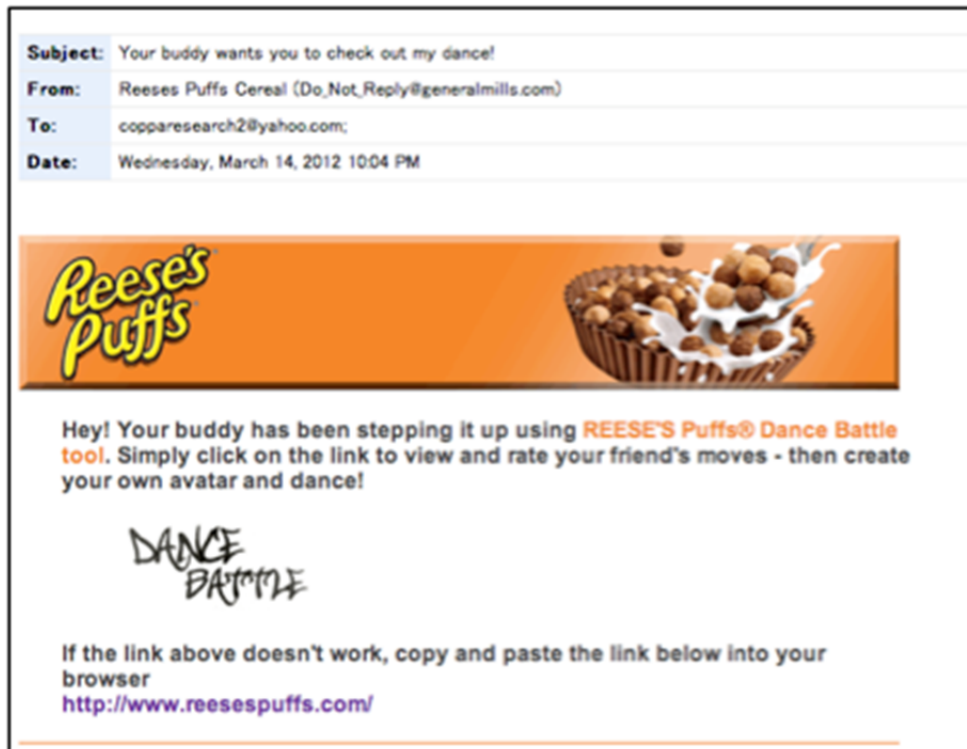 Subject: Your buddy wants you to check out my dance!
From: Reeses Puffs Cereal (Do_Not_Reply@generalmills.com)
To: copparesearch2@yahoo.com;
Date: Wednesday, March 14, 2012 10:04 PM
Reese's
Puffs
Hey! Your buddy has been stepping it up using REESE'S Puffs® Dance Battle
tool. Simply click on the link to view and rate your friend's moves - then create
your own avatar and dance!
DANCE
BATTLE
If the link above doesn't work, copy and paste the link below into your
browser
http://www.reesespuffs.com/